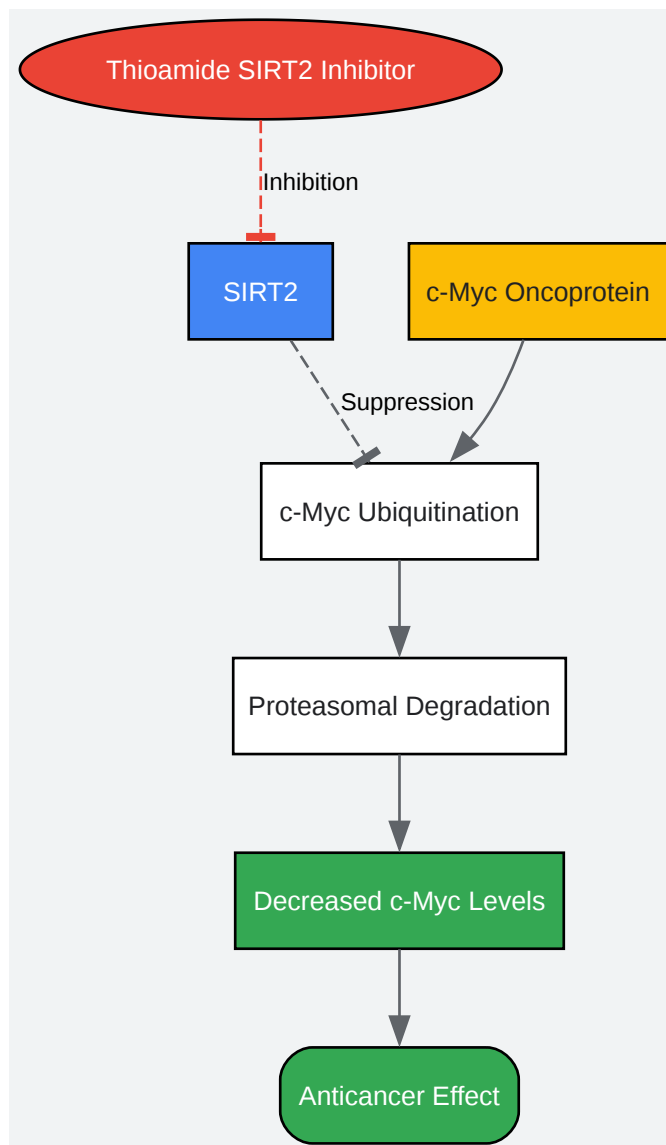 Thioamide SIRT2 Inhibitor
Inhibition
SIRT2
c-Myc Oncoprotein
Suppression
c-Myc Ubiquitination
Proteasomal Degradation
Decreased c-Myc Levels
Anticancer Effect